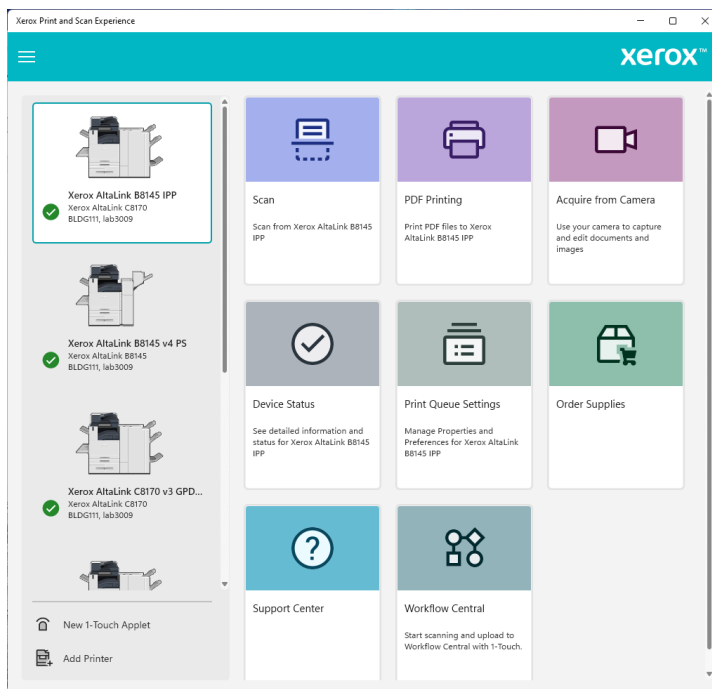 Xerox Print and Scan Experience
xerox™
Xerox AltaLink B8145 IPP
Xerox AltaLink C8170
BLDG111, lab3009
Xerox AltaLink B8145 v4 PS
Xerox AltaLink B8145
BLDG111, lab3009
Xerox AltaLink C8170 v3 GPD...
Xerox AltaLink C8170
BLDG111, lab3009
New 1-Touch Applet
Add Printer
Scan
Scan from Xerox AltaLink B8145
IPP
PDF Printing
Print PDF files to Xerox
AltaLink B8145 IPP
Acquire from Camera
Use your camera to capture
and edit documents and
images
Device Status
See detailed information and
status for Xerox AltaLink B8145
IPP
Print Queue Settings
Manage Properties and
Preferences for Xerox AltaLink
B8145 IPP
Order Supplies
Support Center
Workflow Central
Start scanning and upload to
Workflow Central with 1-Touch.